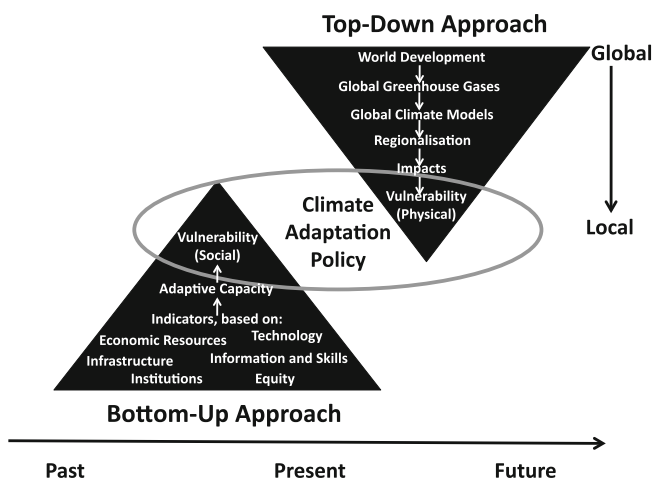 Top-Down Approach
Global
World Development
Global Greenhouse Gases
Global Climate Models
Regionalisation
Impacts
Vulnerability
(Physical)
Local
Climate
Adaptation
Policy
Vulnerability
(Social)
Adaptive Capacity
Indicators, based on:
Economic Resources
Technology
Infrastructure
Information and Skills
Institutions
Equity
Bottom-Up Approach
Past
Present
Future